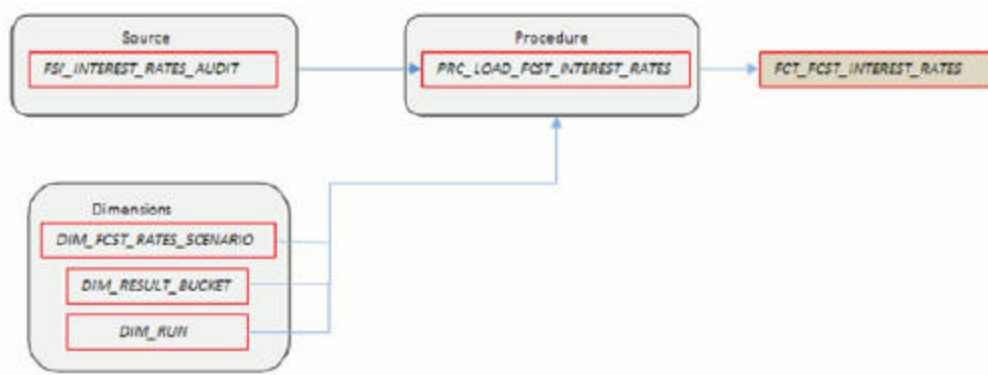 Source
FSI_INTEREST_RATES_AUDIT
Procedure
PRC_LOAD_FCST_INTEREST_RATES
FCT_FCST_INTEREST_RATES
Dimensions
DIM_FCST_RATES_SCENARIO
DIM_RESULT_BUCKET
DIM_RUN